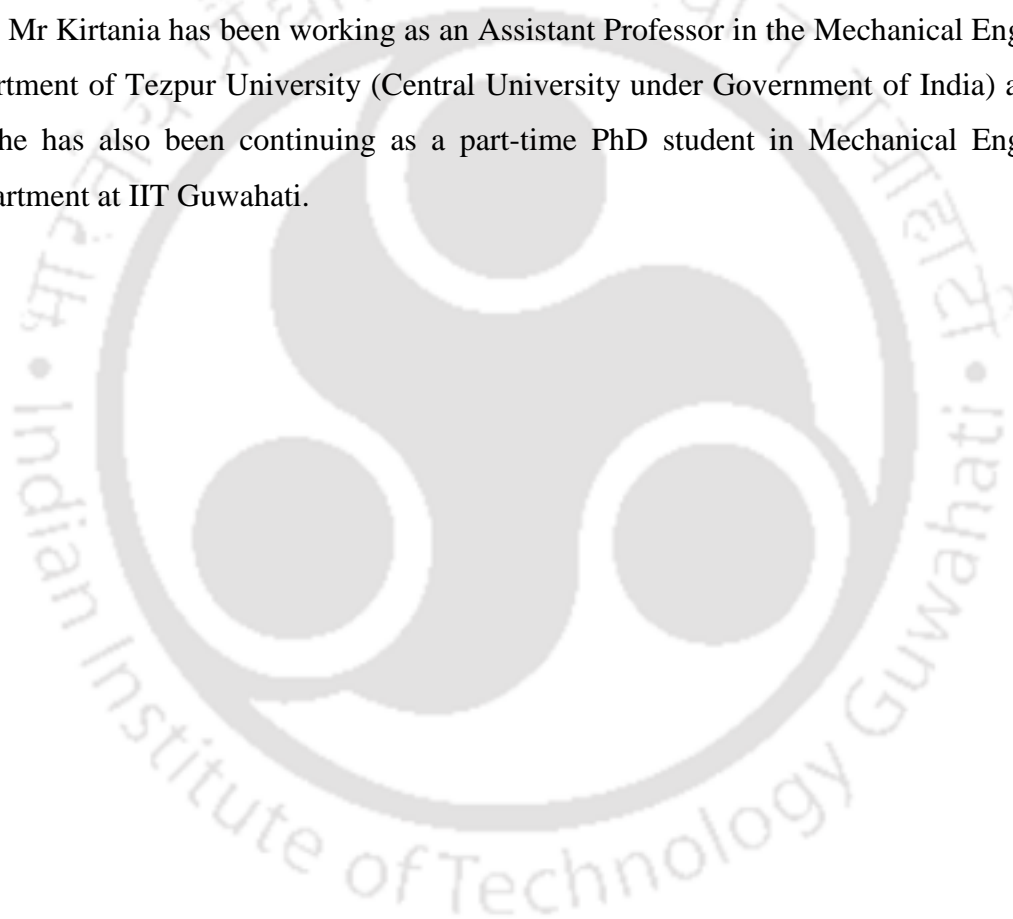 Mr Kirtania has been working as an Assistant Professor in the Mechanical Eng
artment of Tezpur University (Central University under Government of India) a
he has also been continuing as a part-time PhD student in Mechanical Eng
artment at IIT Guwahati.
Indian Institute of Technology Guwahati